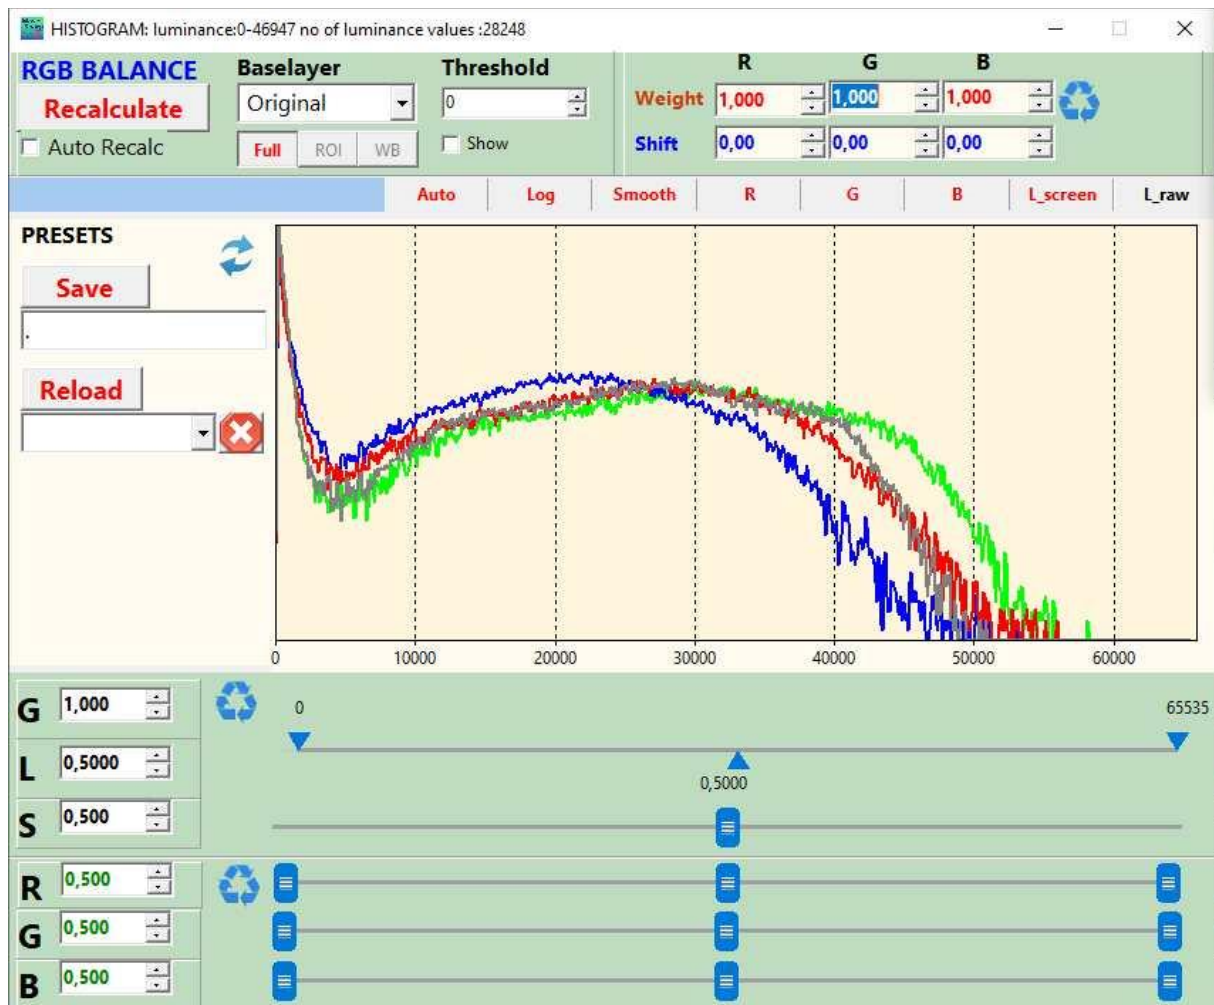 HISTOGRAM: luminance:0-46947 no of luminance values :28248
RGB BALANCE Baselayer Threshold R G B
Recalculate Original 0 Weight 1,000 1,000 1,000
Auto Recalc Full ROI WB Show Shift 0,00 0,00 0,00
Auto Log Smooth R G B L_screen L_raw
PRESETS
Save
.
Reload
0 10000 20000 30000 40000 50000 60000
G 1,000 0 65535
L 0,5000 0,5000
S 0,500
R 0,500
G 0,500
B 0,500